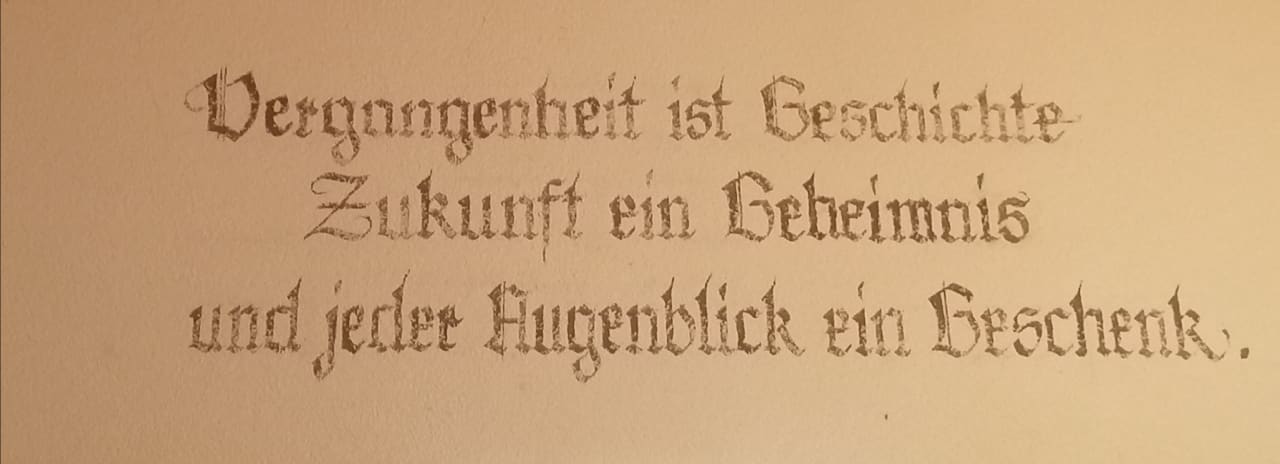 Vergangenheit ist Geschichte
Zukunft ein Geheimnis
und jeder Augenblick ein Geschenk.